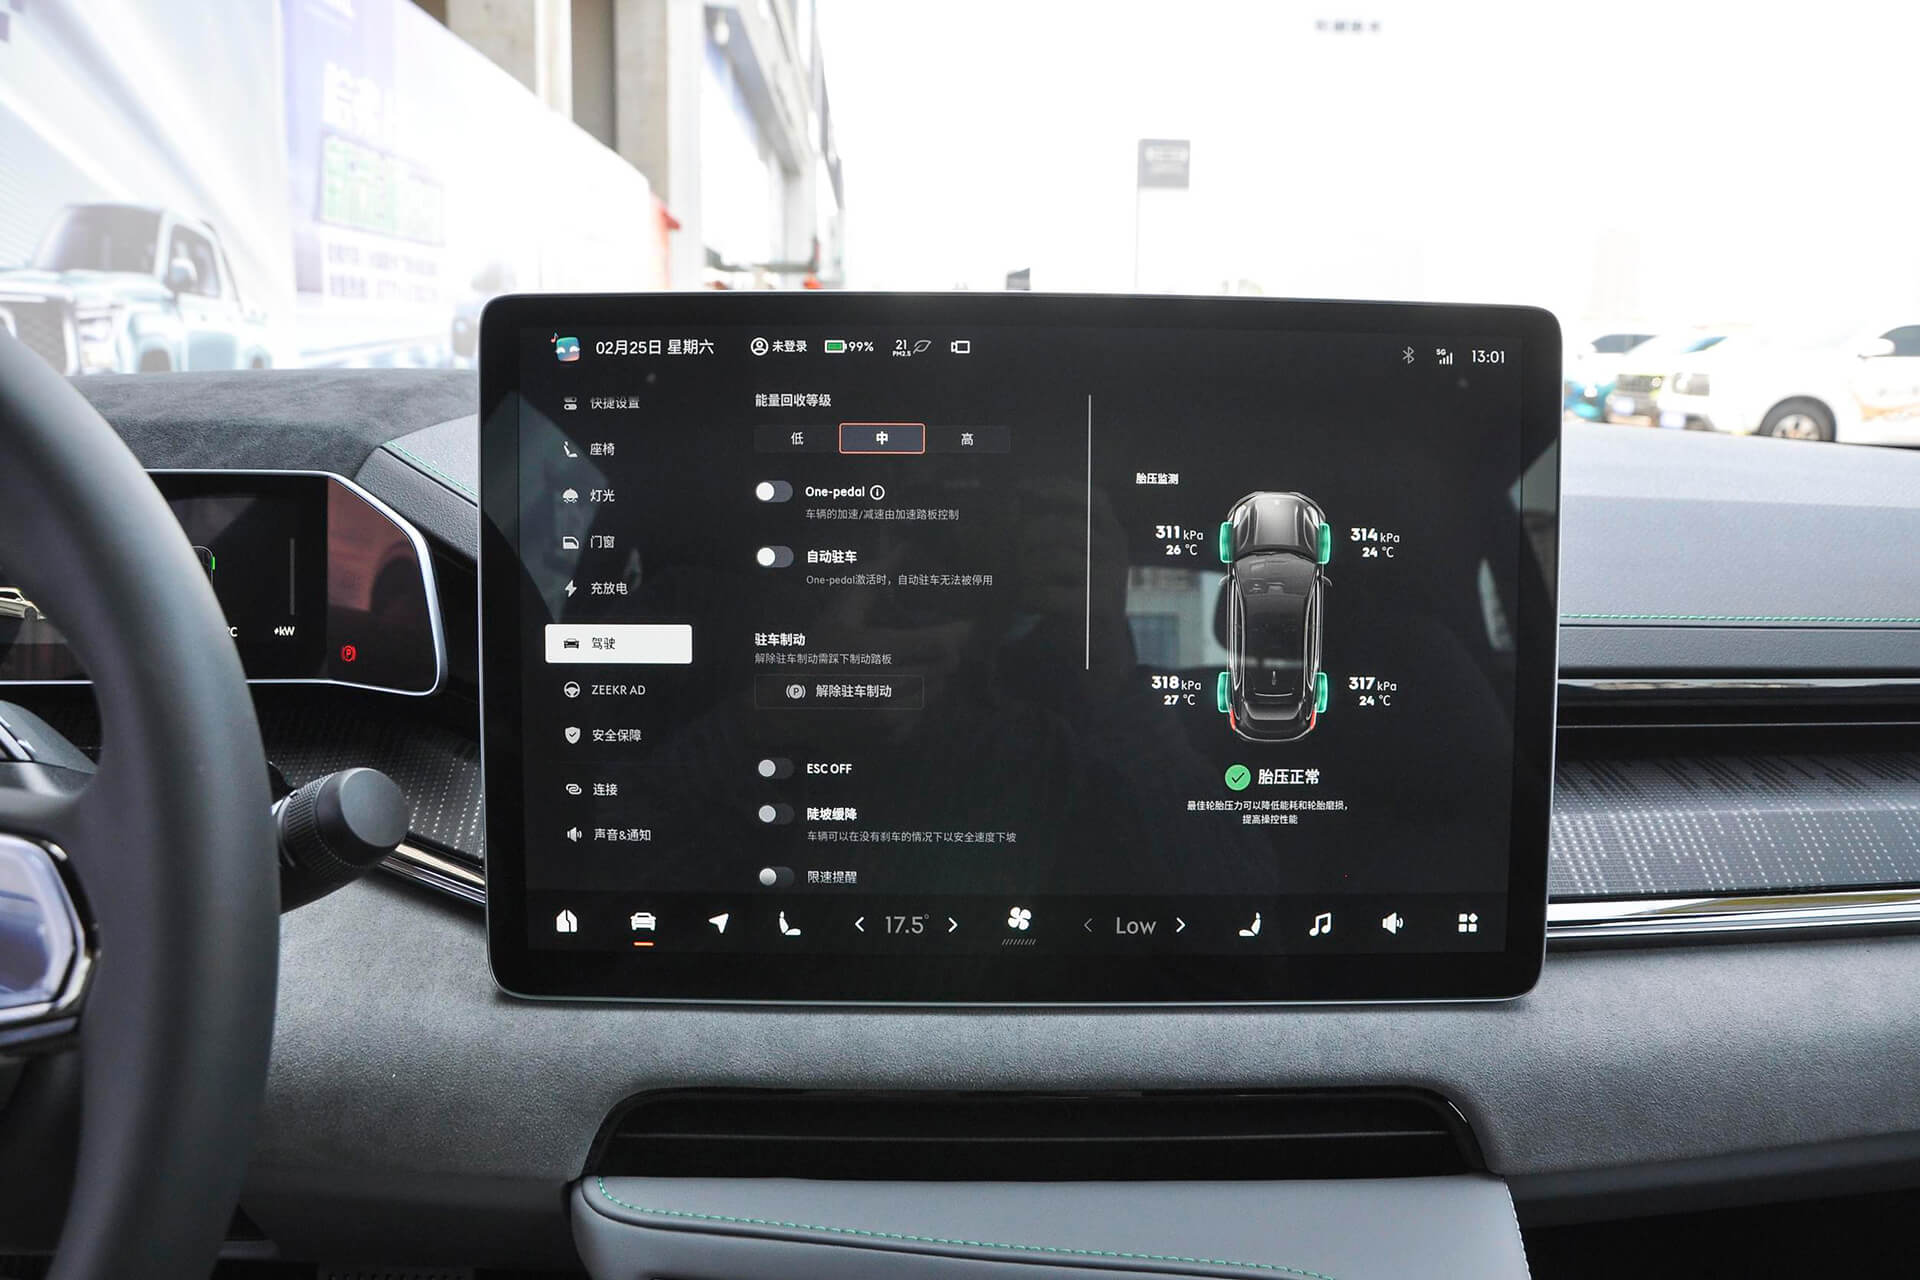 02月25日 星期六
未登录
99%
21
PM2.5
5G
13:01
快捷设置
座椅
灯光
门窗
充放电
驾驶
ZEEKR AD
安全保障
连接
声音&通知
能量回收等级
低 中 高
One-pedal
车辆的加速/减速由加速踏板控制
自动驻车
One-pedal激活时，自动驻车无法被停用
驻车制动
解除驻车制动需踩下制动踏板
解除驻车制动
ESC OFF
陡坡缓降
车辆可以在没有刹车的情况下以安全速度下坡
限速提醒
胎压监测
311 kPa
26 °C
314 kPa
24 °C
318 kPa
27 °C
317 kPa
24 °C
胎压正常
最佳轮胎压力可以降低能耗和轮胎磨损，
提高操控性能
17.5°
Low
°C
kW